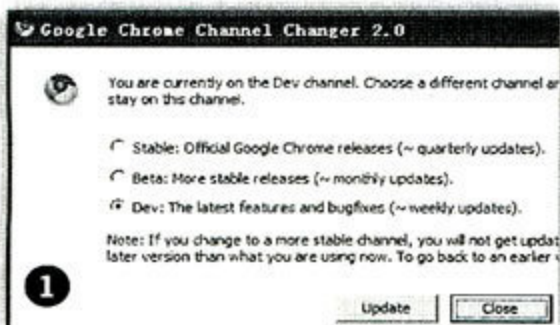 Google Chrome Channel Changer 2.0
You are currently on the Dev channel. Choose a different channel
stay on this channel.
Stable: Official Google Chrome releases (~ quarterly updates).
Beta: More stable releases (~ monthly updates).
Dev: The latest features and bugfixes (~ weekly updates).
Note: If you change to a more stable channel, you will not get
later version than what you are using now. To go back to an earlier
1
Update Close